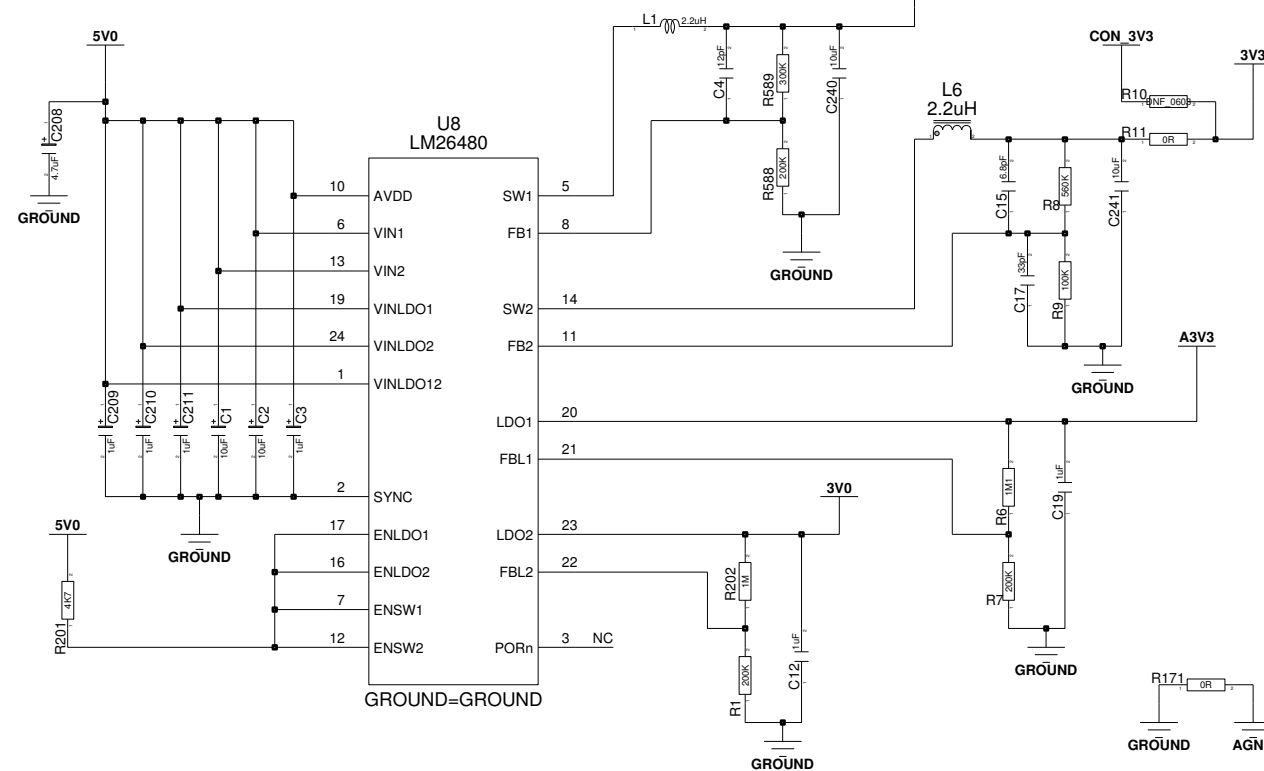 5V0
C208
4.7uF
GROUND
U8
LM26480
10 AVDD SW1 5
6 VIN1 FB1 8
13 VIN2
19 VINLDO1 SW2 14
24 VINLDO2 FB2 11
1 VINLDO12
LDO1 20
FBL1 21
2 SYNC
17 ENLDO1 LDO2 23
16 ENLDO2 FBL2 22
7 ENSW1
12 ENSW2 PORn 3 NC
GROUND=GROUND
C209
1uF
C210
1uF
C211
1uF
C1
10uF
C2
10uF
C3
1uF
GROUND
5V0
4K7
R201
L1 2.2uH
12pF
C4
300K
R589
200K
R588
10uF
C240
GROUND
L6
2.2uH
CON_3V3
3V3
R10 DNF_0603
R11 0R
6.8pF
C15
560K
R8
10uF
C241
33pF
C17
100K
R9
GROUND
A3V3
1M1
R6
1uF
C19
200K
R7
GROUND
3V0
R202
1M
200K
R1
1uF
C12
GROUND
R171 0R
GROUND
AGN